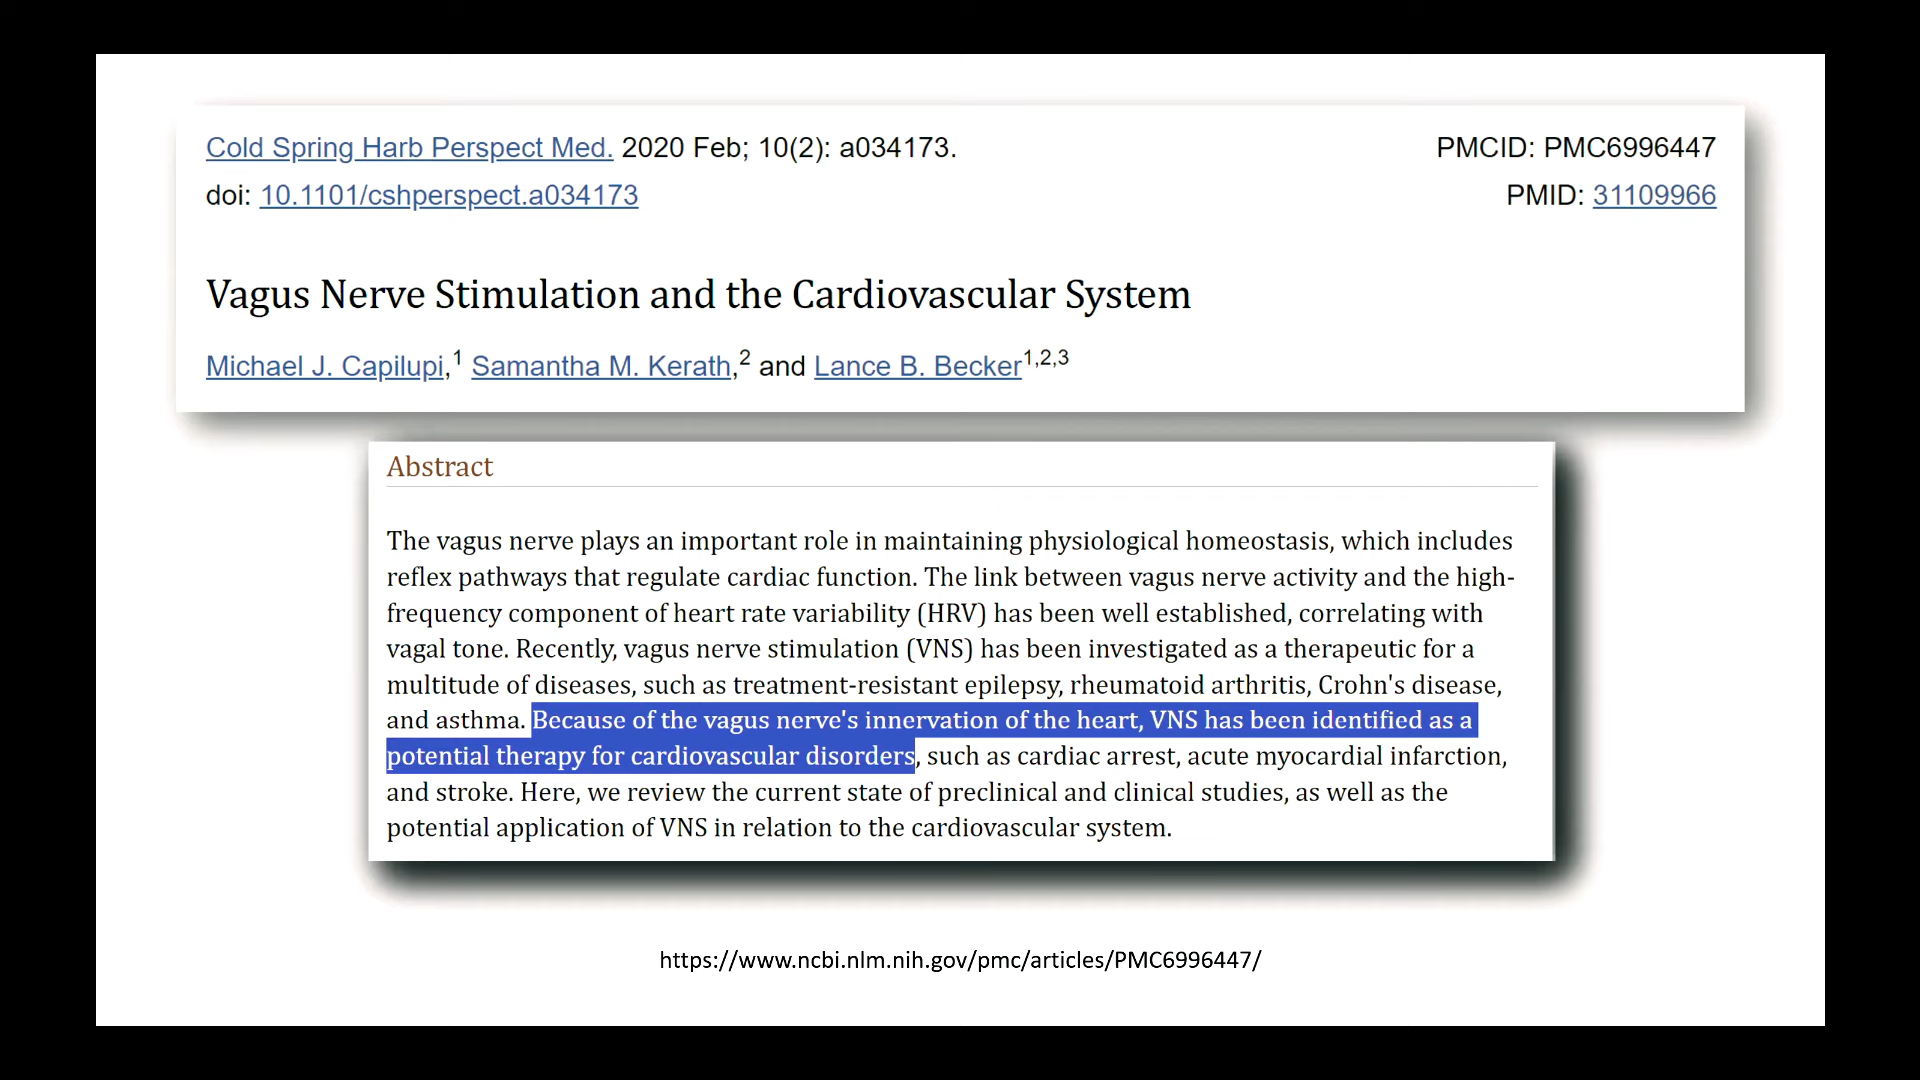 Cold Spring Harb Perspect Med. 2020 Feb; 10(2): a034173.
PMCID: PMC6996447
doi: 10.1101/cshperspect.a034173
PMID: 31109966
Vagus Nerve Stimulation and the Cardiovascular System
Michael J. Capilupi,1 Samantha M. Kerath,2 and Lance B. Becker1,2,3
Abstract
The vagus nerve plays an important role in maintaining physiological homeostasis, which includes
reflex pathways that regulate cardiac function. The link between vagus nerve activity and the high-
frequency component of heart rate variability (HRV) has been well established, correlating with
vagal tone. Recently, vagus nerve stimulation (VNS) has been investigated as a therapeutic for a
multitude of diseases, such as treatment-resistant epilepsy, rheumatoid arthritis, Crohn's disease,
and asthma. Because of the vagus nerve's innervation of the heart, VNS has been identified as a
potential therapy for cardiovascular disorders, such as cardiac arrest, acute myocardial infarction,
and stroke. Here, we review the current state of preclinical and clinical studies, as well as the
potential application of VNS in relation to the cardiovascular system.
https://www.ncbi.nlm.nih.gov/pmc/articles/PMC6996447/